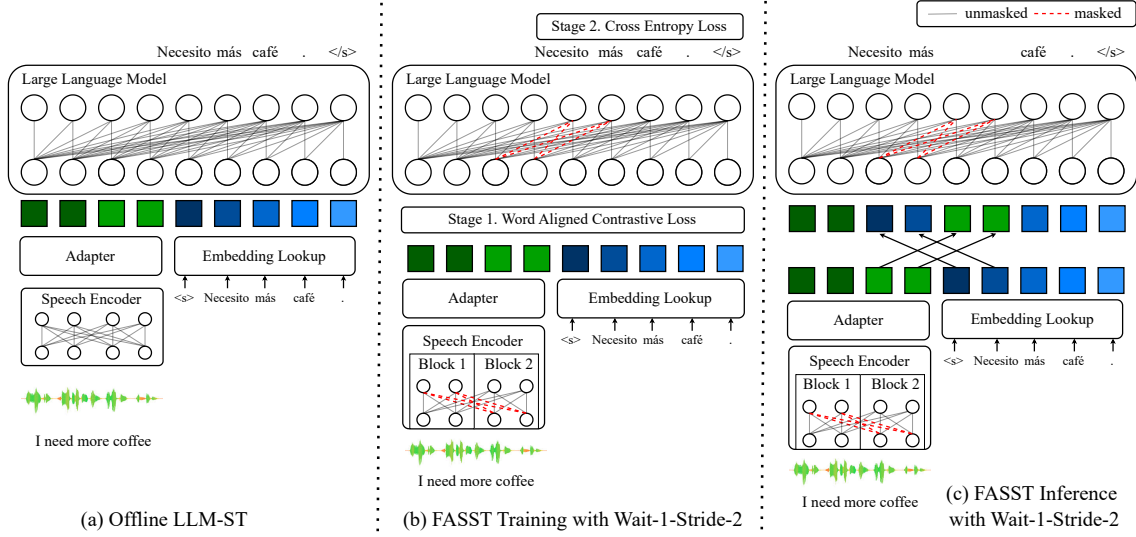 Necesito más café . </s>
Large Language Model
Adapter
Embedding Lookup
<s> Necesito más café .
Speech Encoder
I need more coffee
(a) Offline LLM-ST
Stage 2. Cross Entropy Loss
Necesito más café . </s>
Large Language Model
Stage 1. Word Aligned Contrastive Loss
Adapter
Embedding Lookup
<s> Necesito más café .
Speech Encoder
Block 1 Block 2
I need more coffee
(b) FASST Training with Wait-1-Stride-2
unmasked masked
Necesito más café . </s>
Large Language Model
Adapter
Embedding Lookup
<s> Necesito más café .
Speech Encoder
Block 1 Block 2
I need more coffee
(c) FASST Inference
with Wait-1-Stride-2